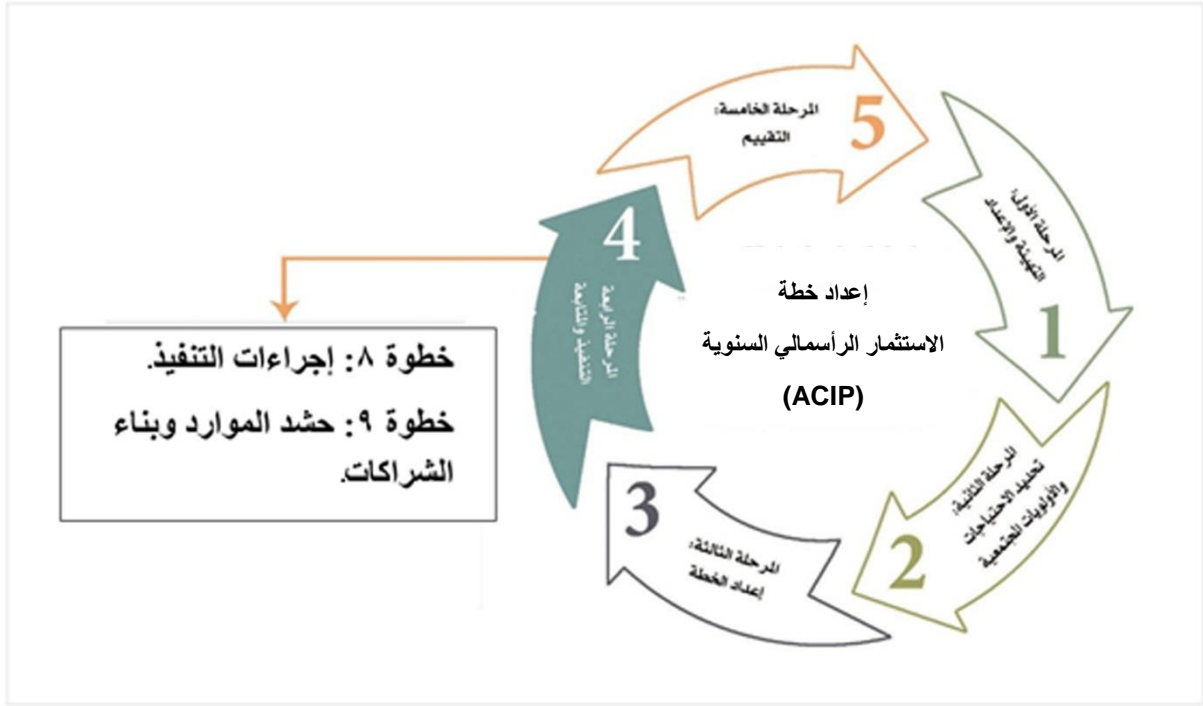 إعداد خطة
الاستثمار الرأسمالي السنوية
(ACIP)
1
المرحلة الأولى:
التهيئة والإعداد
2
المرحلة الثانية:
تحديد الاحتياجات
والأولويات المجتمعية
3
المرحلة الثالثة:
إعداد الخطة
4
المرحلة الرابعة
التنفيذ والمتابعة
5
المرحلة الخامسة:
التقييم
خطوة ٨: إجراءات التنفيذ.
خطوة ٩: حشد الموارد وبناء
الشراكات.